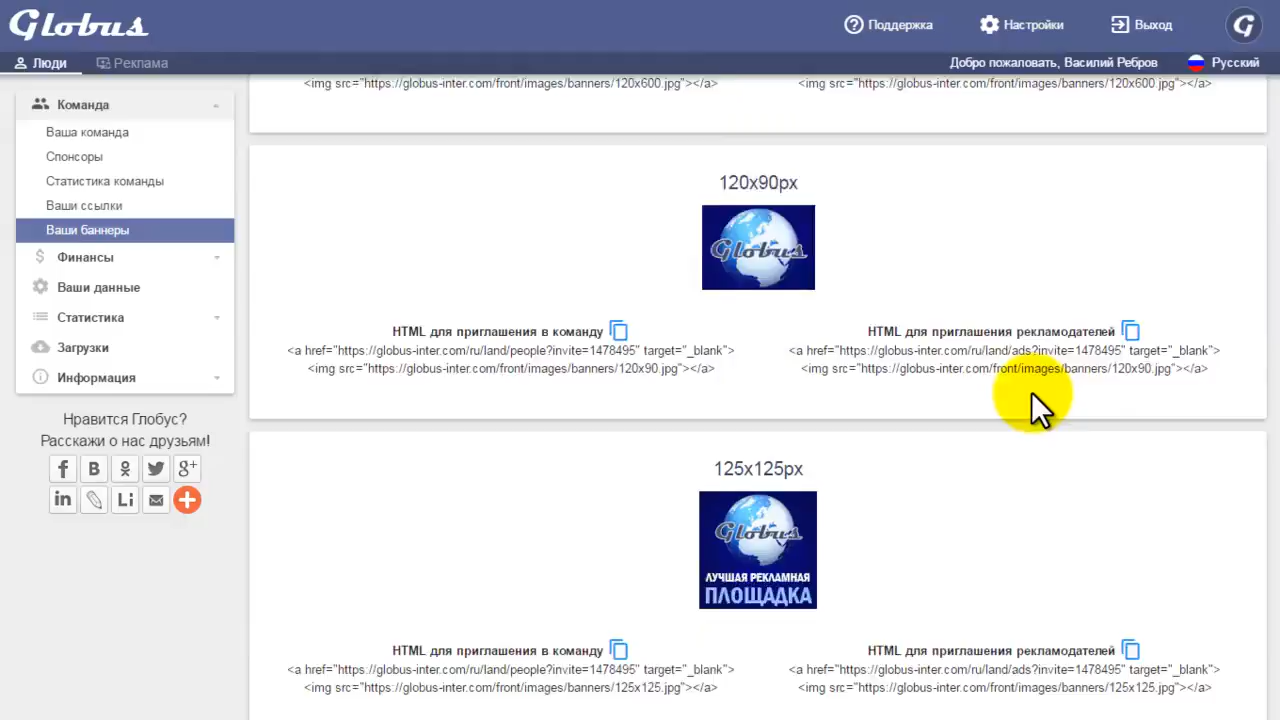 Globus
Поддержка
Настройки
Выход
G
Люди
Реклама
Добро пожаловать, Василий Ребров
Русский
Команда
Ваша команда
Спонсоры
Статистика команды
Ваши ссылки
Ваши баннеры
Финансы
Ваши данные
Статистика
Загрузки
Информация
Нравится Глобус?
Расскажи о нас друзьям!
<img src="https://globus-inter.com/front/images/banners/120x600.jpg"></a>
<img src="https://globus-inter.com/front/images/banners/120x600.jpg"></a>
120x90px
Globus
HTML для приглашения в команду
<a href="https://globus-inter.com/ru/land/people?invite=1478495" target="_blank">
<img src="https://globus-inter.com/front/images/banners/120x90.jpg"></a>
HTML для приглашения рекламодателей
<a href="https://globus-inter.com/ru/land/ads?invite=1478495" target="_blank">
<img src="https://globus-inter.com/front/images/banners/120x90.jpg"></a>
125x125px
Globus
ЛУЧШАЯ РЕКЛАМНАЯ
ПЛОЩАДКА
HTML для приглашения в команду
<a href="https://globus-inter.com/ru/land/people?invite=1478495" target="_blank">
<img src="https://globus-inter.com/front/images/banners/125x125.jpg"></a>
HTML для приглашения рекламодателей
<a href="https://globus-inter.com/ru/land/ads?invite=1478495" target="_blank">
<img src="https://globus-inter.com/front/images/banners/125x125.jpg"></a>